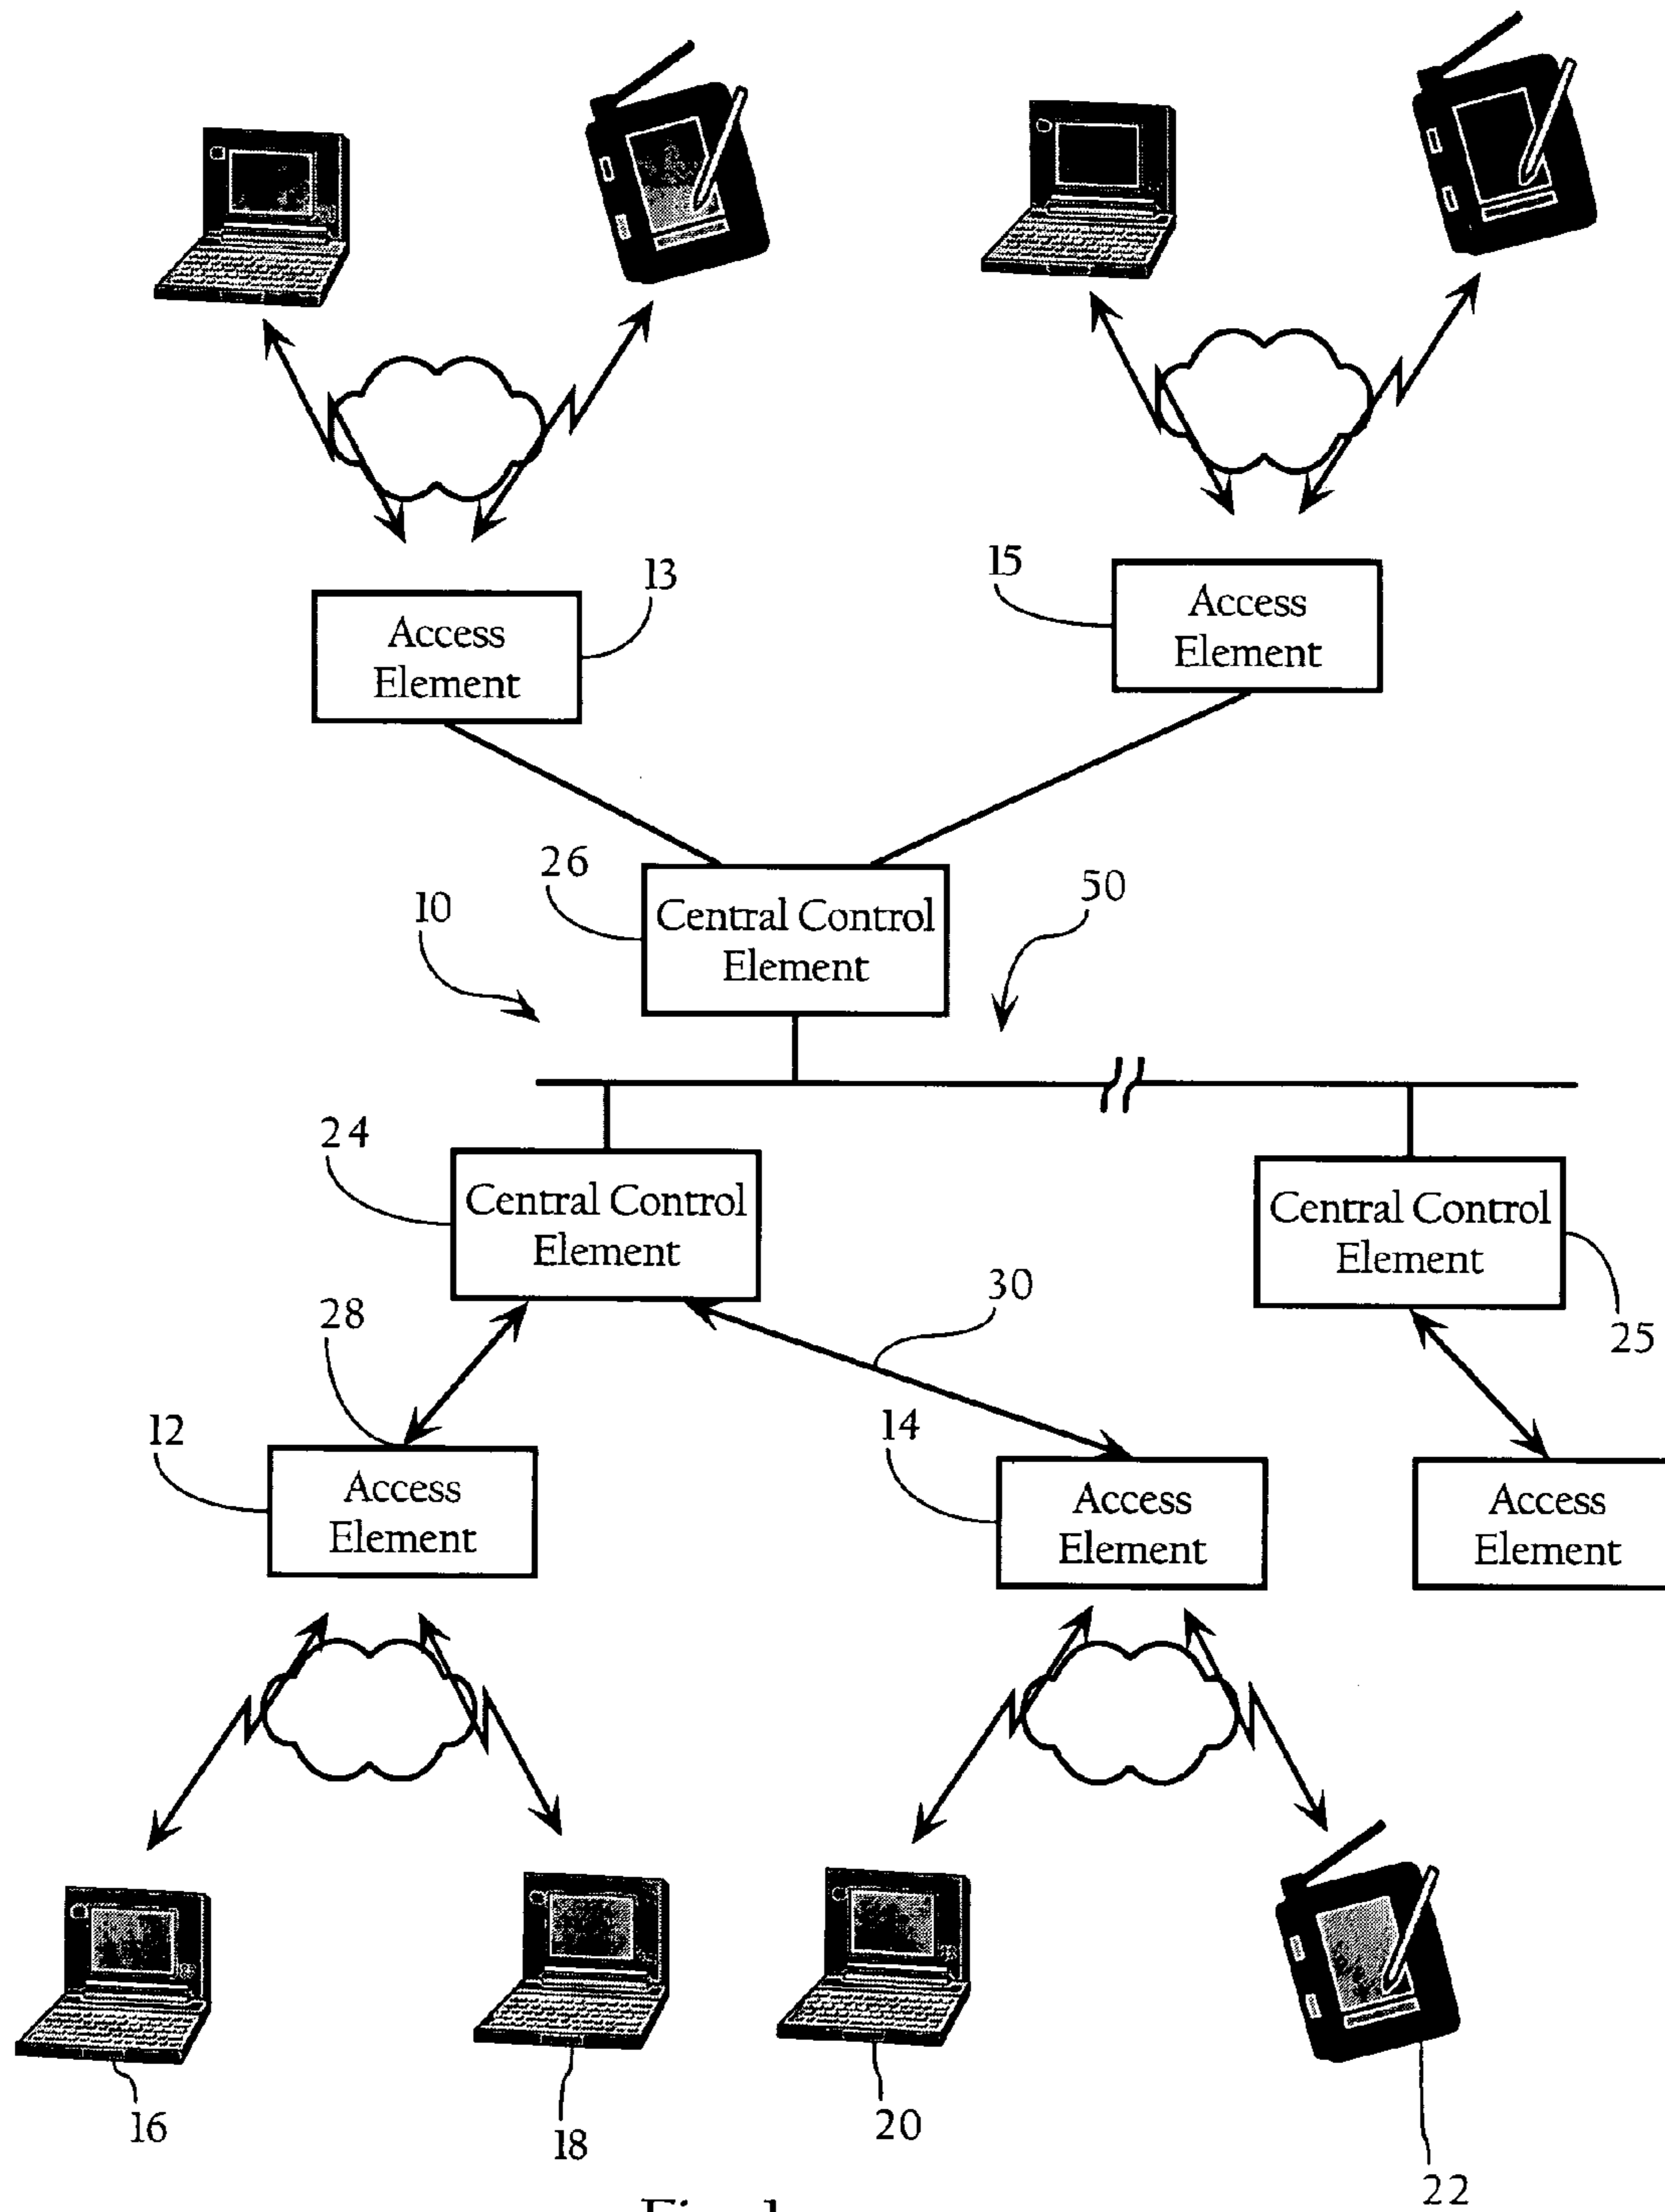 13
15
Access
Element
Access
Element
26
10
50
Central Control
Element
24
Central Control
Element
Central Control
Element
30
28
25
12
14
Access
Element
Access
Element
Access
Element
16
18
20
22